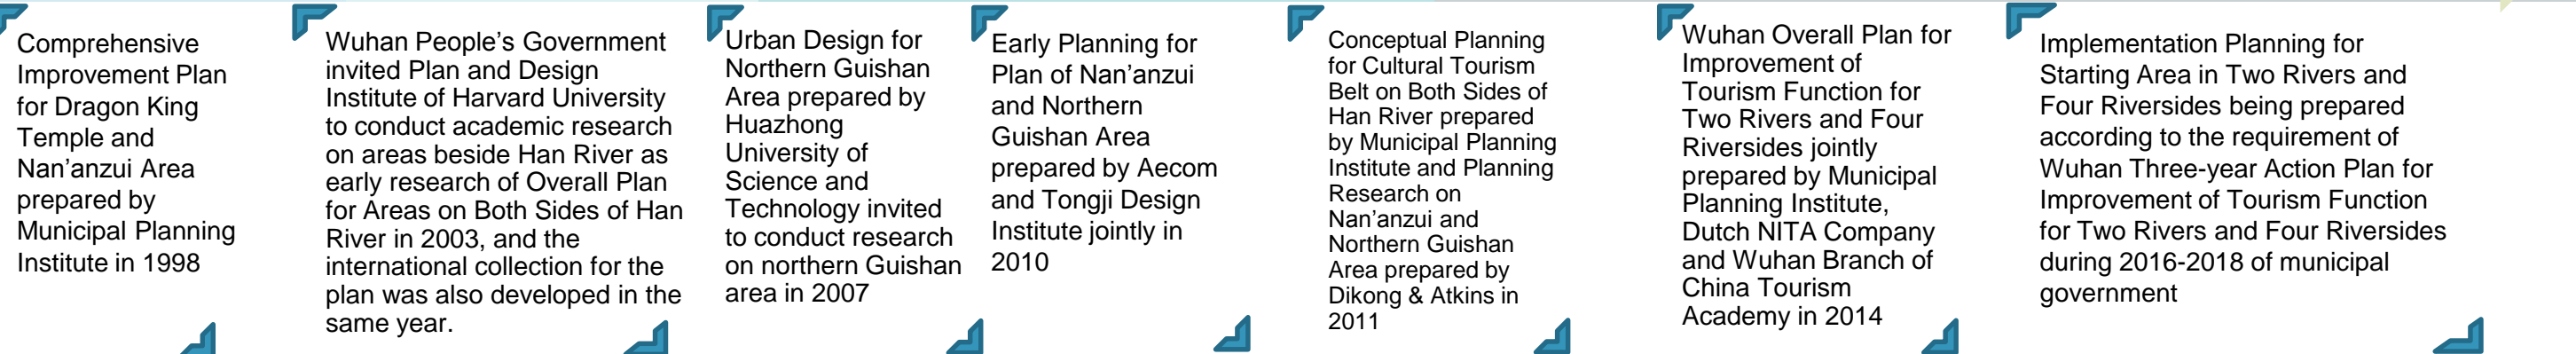 Comprehensive
Improvement Plan
for Dragon King
Temple and
Nan’anzui Area
prepared by
Municipal Planning
Institute in 1998
Wuhan People’s Government
invited Plan and Design
Institute of Harvard University
to conduct academic research
on areas beside Han River as
early research of Overall Plan
for Areas on Both Sides of Han
River in 2003, and the
international collection for the
plan was also developed in the
same year.
Urban Design for
Northern Guishan
Area prepared by
Huazhong
University of
Science and
Technology invited
to conduct research
on northern Guishan
area in 2007
Early Planning for
Plan of Nan’anzui
and Northern
Guishan Area
prepared by Aecom
and Tongji Design
Institute jointly in
2010
Conceptual Planning
for Cultural Tourism
Belt on Both Sides of
Han River prepared
by Municipal Planning
Institute and Planning
Research on
Nan’anzui and
Northern Guishan
Area prepared by
Dikong & Atkins in
2011
Wuhan Overall Plan for
Improvement of
Tourism Function for
Two Rivers and Four
Riversides jointly
prepared by Municipal
Planning Institute,
Dutch NITA Company
and Wuhan Branch of
China Tourism
Academy in 2014
Implementation Planning for
Starting Area in Two Rivers and
Four Riversides being prepared
according to the requirement of
Wuhan Three-year Action Plan for
Improvement of Tourism Function
for Two Rivers and Four Riversides
during 2016-2018 of municipal
government